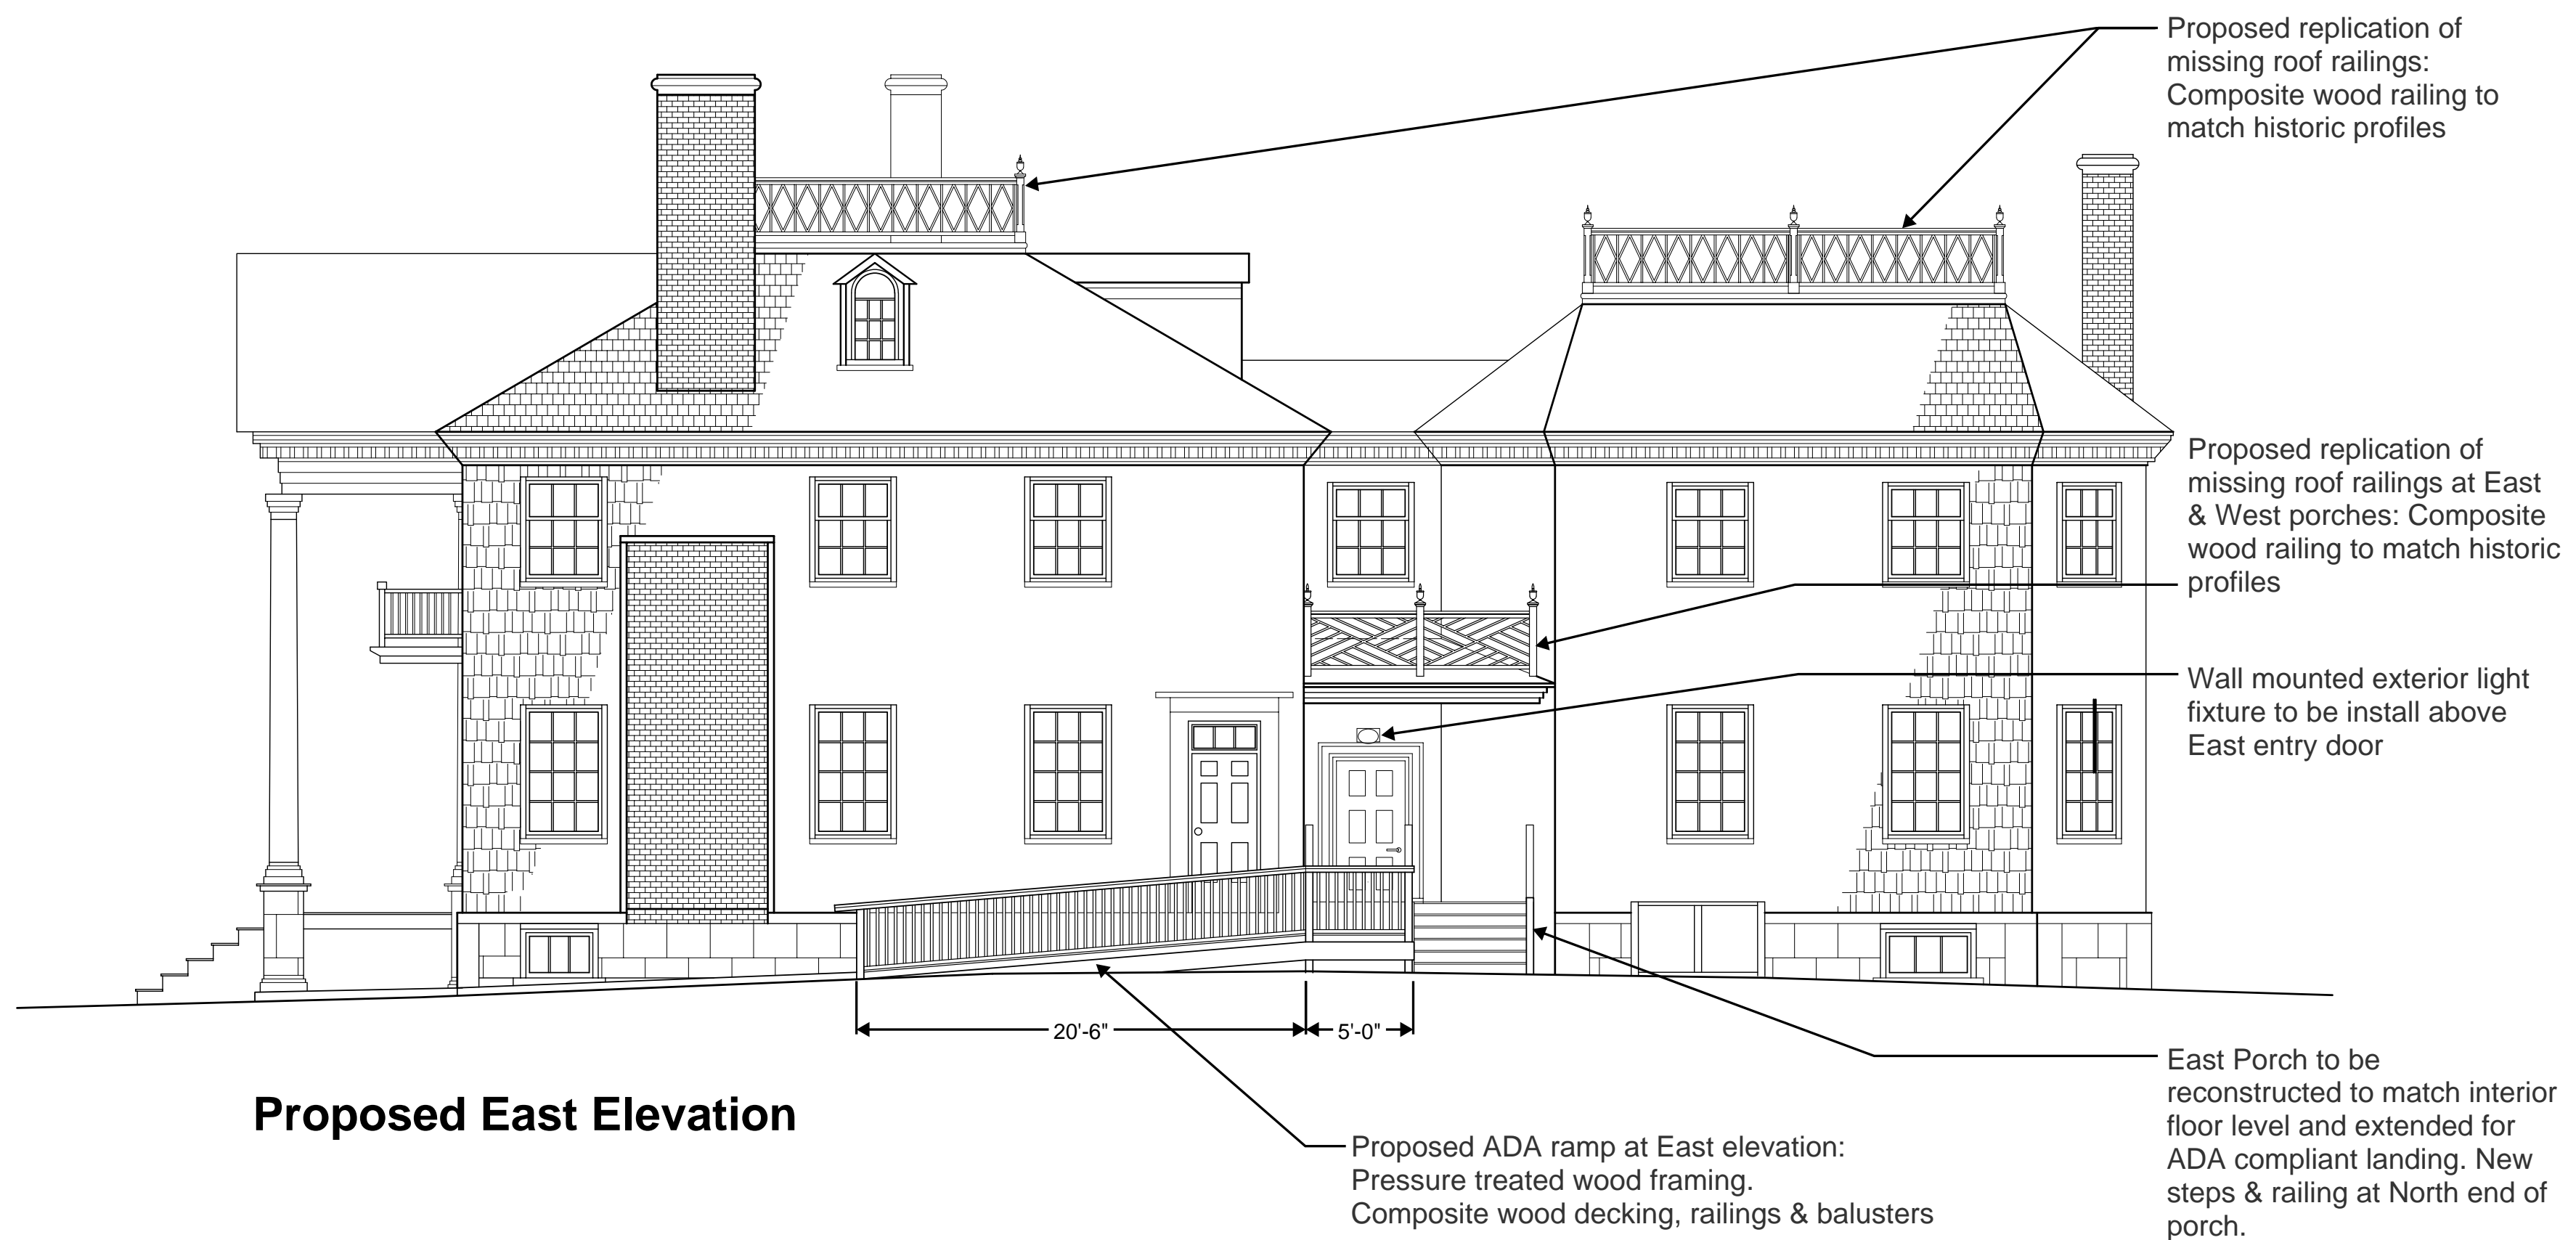 Proposed replication of
missing roof railings:
Composite wood railing to
match historic profiles
Proposed replication of
missing roof railings at East
& West porches: Composite
wood railing to match historic
profiles
Wall mounted exterior light
fixture to be install above
East entry door
20'-6"
5'-0"
East Porch to be
reconstructed to match interior
floor level and extended for
ADA compliant landing. New
steps & railing at North end of
porch.
Proposed East Elevation
Proposed ADA ramp at East elevation:
Pressure treated wood framing.
Composite wood decking, railings & balusters